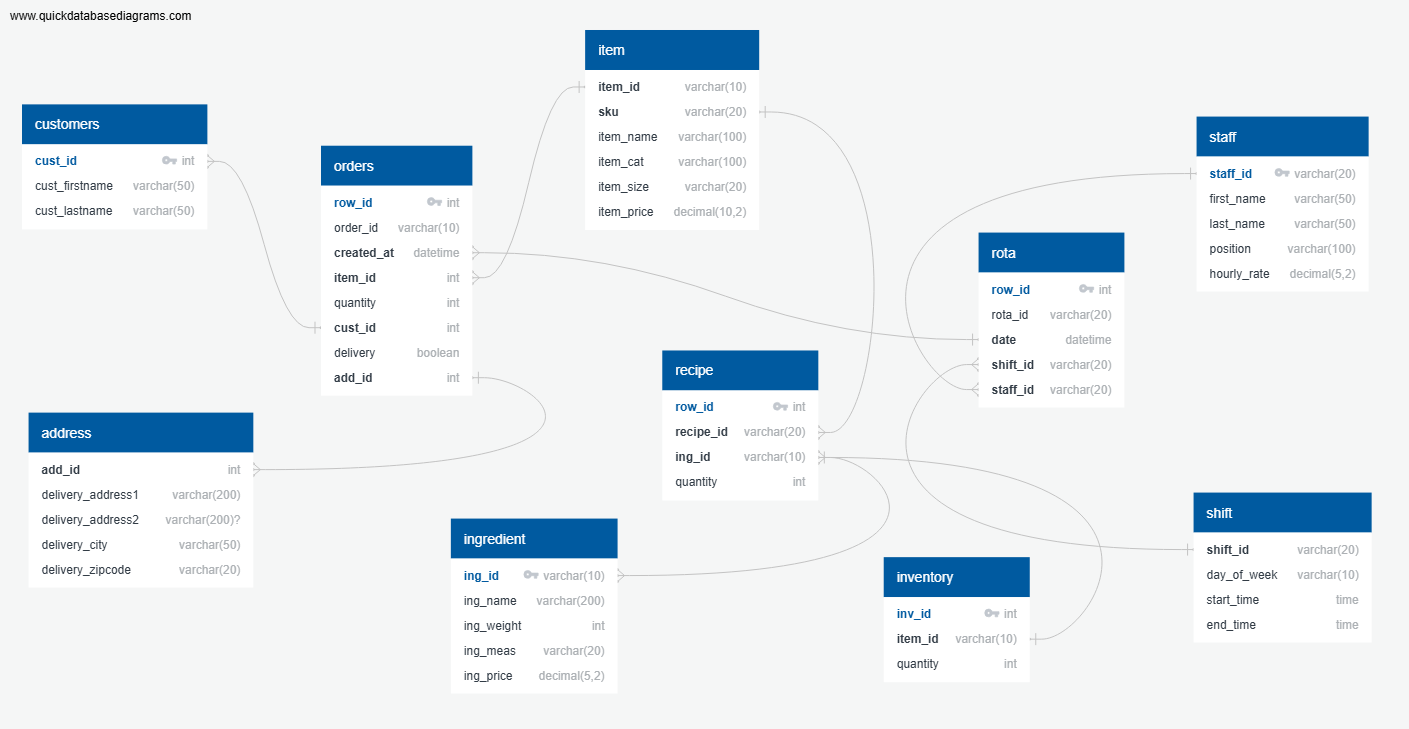 www.quickdatabasediagrams.com
customers
cust_id int
cust_firstname varchar(50)
cust_lastname varchar(50)
orders
row_id int
order_id varchar(10)
created_at datetime
item_id int
quantity int
cust_id int
delivery boolean
add_id int
address
add_id int
delivery_address1 varchar(200)
delivery_address2 varchar(200)?
delivery_city varchar(50)
delivery_zipcode varchar(20)
item
item_id varchar(10)
sku varchar(20)
item_name varchar(100)
item_cat varchar(100)
item_size varchar(20)
item_price decimal(10,2)
ingredient
ing_id varchar(10)
ing_name varchar(200)
ing_weight int
ing_meas varchar(20)
ing_price decimal(5,2)
recipe
row_id int
recipe_id varchar(20)
ing_id varchar(10)
quantity int
inventory
inv_id int
item_id varchar(10)
quantity int
rota
row_id int
rota_id varchar(20)
date datetime
shift_id varchar(20)
staff_id varchar(20)
staff
staff_id varchar(20)
first_name varchar(50)
last_name varchar(50)
position varchar(100)
hourly_rate decimal(5,2)
shift
shift_id varchar(20)
day_of_week varchar(10)
start_time time
end_time time